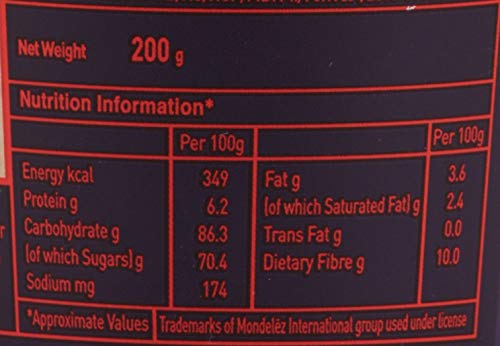 Net Weight 200 g
Nutrition Information*
Per 100g Per 100g
Energy kcal 349 Fat g 3.6
Protein g 6.2 (of which Saturated Fat) g 2.4
Carbohydrate g 86.3 Trans Fat g 0.0
(of which Sugars) g 70.4 Dietary Fibre g 10.0
Sodium mg 174
*Approximate Values Trademarks of Mondelēz International group used under license